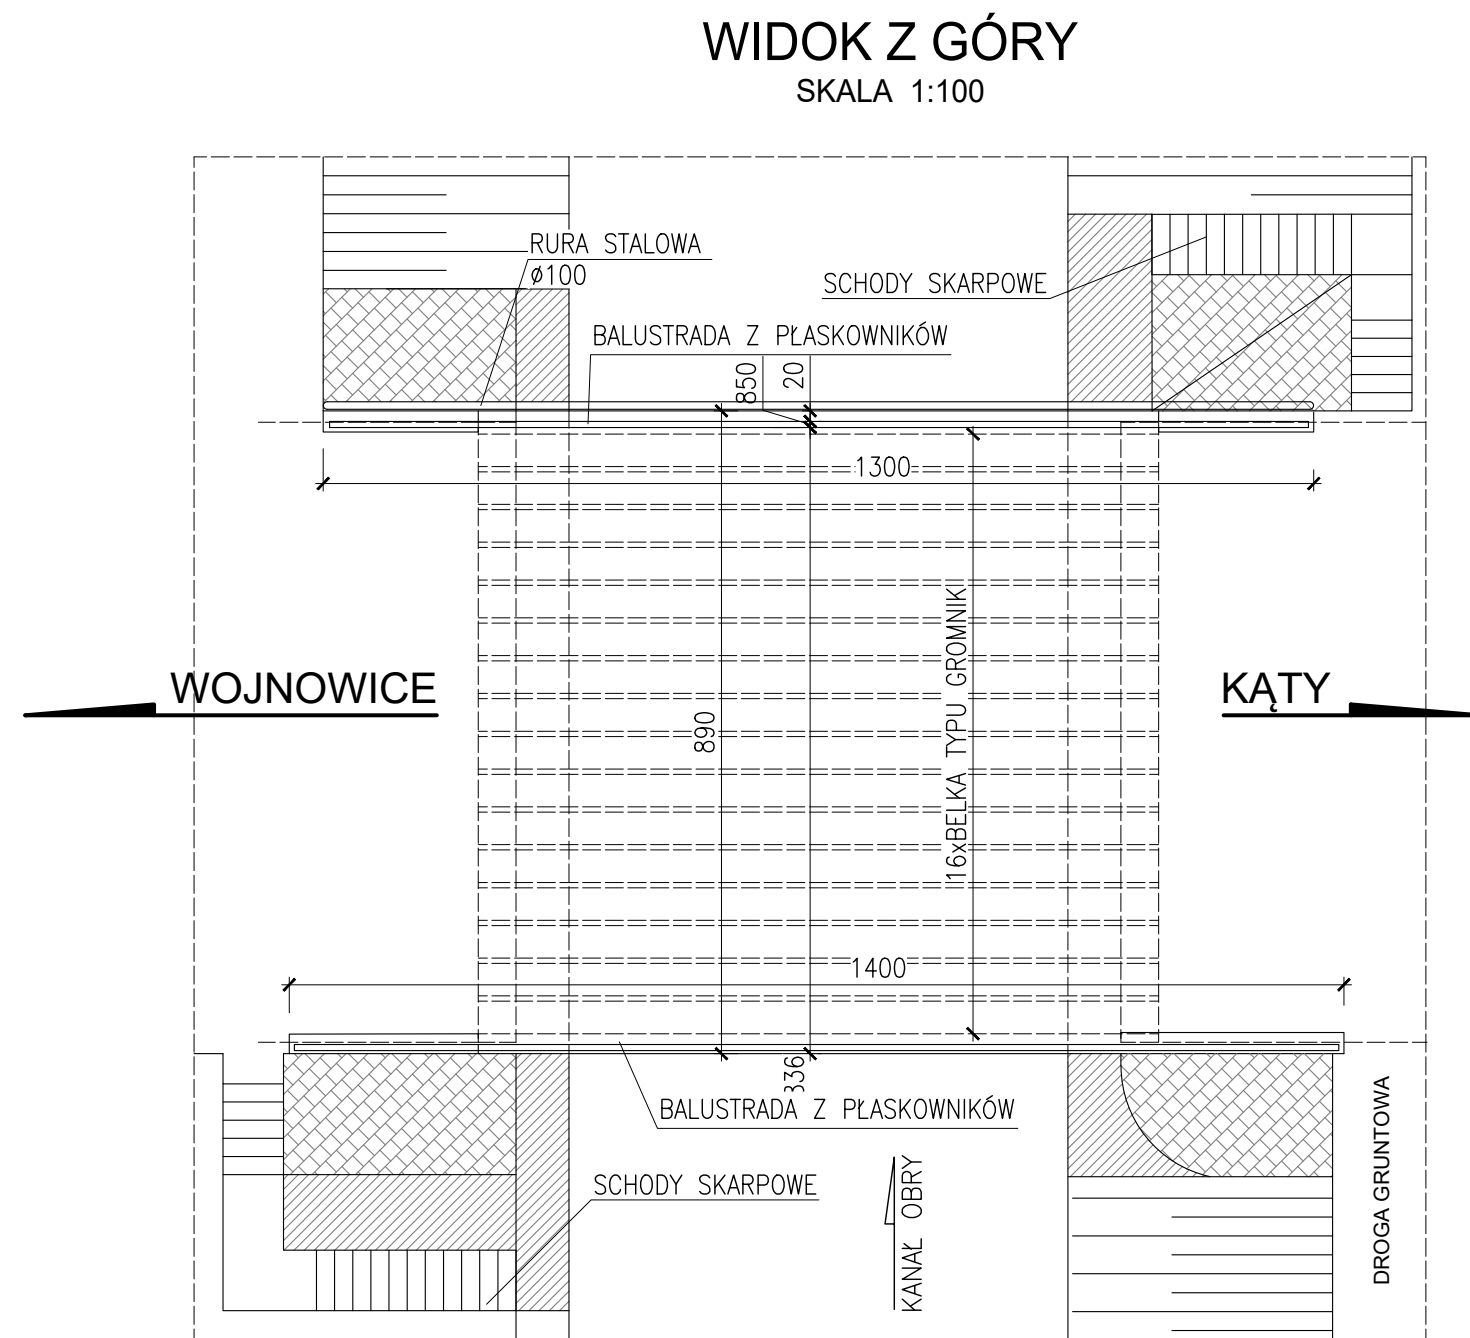 WIDOK Z GÓRY
SKALA 1:100
RURA STALOWA
ø100
SCHODY SKARPOWE
BALUSTRADA Z PŁASKOWNIKÓW
850
20
1300
WOJNOWICE
KĄTY
890
16xBELKA TYPU GROMNIK
1400
336
BALUSTRADA Z PŁASKOWNIKÓW
SCHODY SKARPOWE
KANAŁ OBRY
DROGA GRUNTOWA